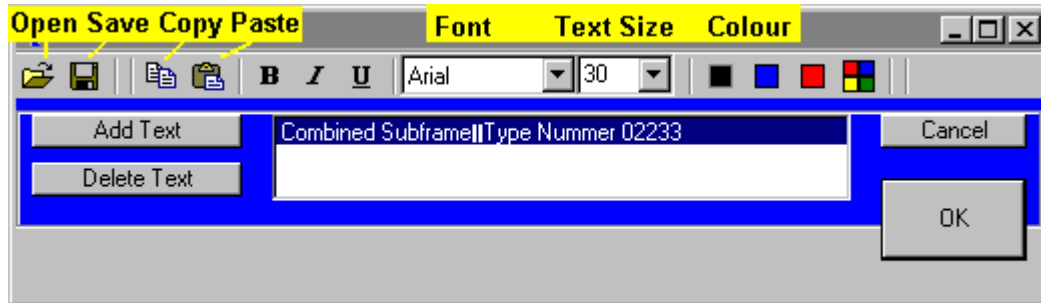 Open Save Copy Paste Font Text Size Colour
B I U Arial 30
Add Text Combined Subframe||Type Nummer 02233 Cancel
Delete Text
OK